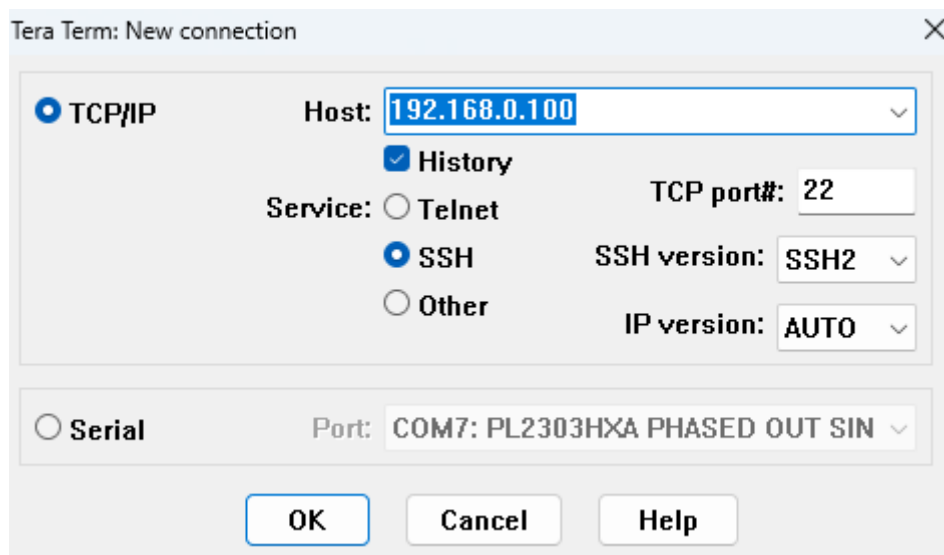 Tera Term: New connection
TCP/IP
Host: 192.168.0.100
History
Service: Telnet
TCP port#: 22
SSH
SSH version: SSH2
Other
IP version: AUTO
Serial
Port: COM7: PL2303HXA PHASED OUT SIN
OK Cancel Help